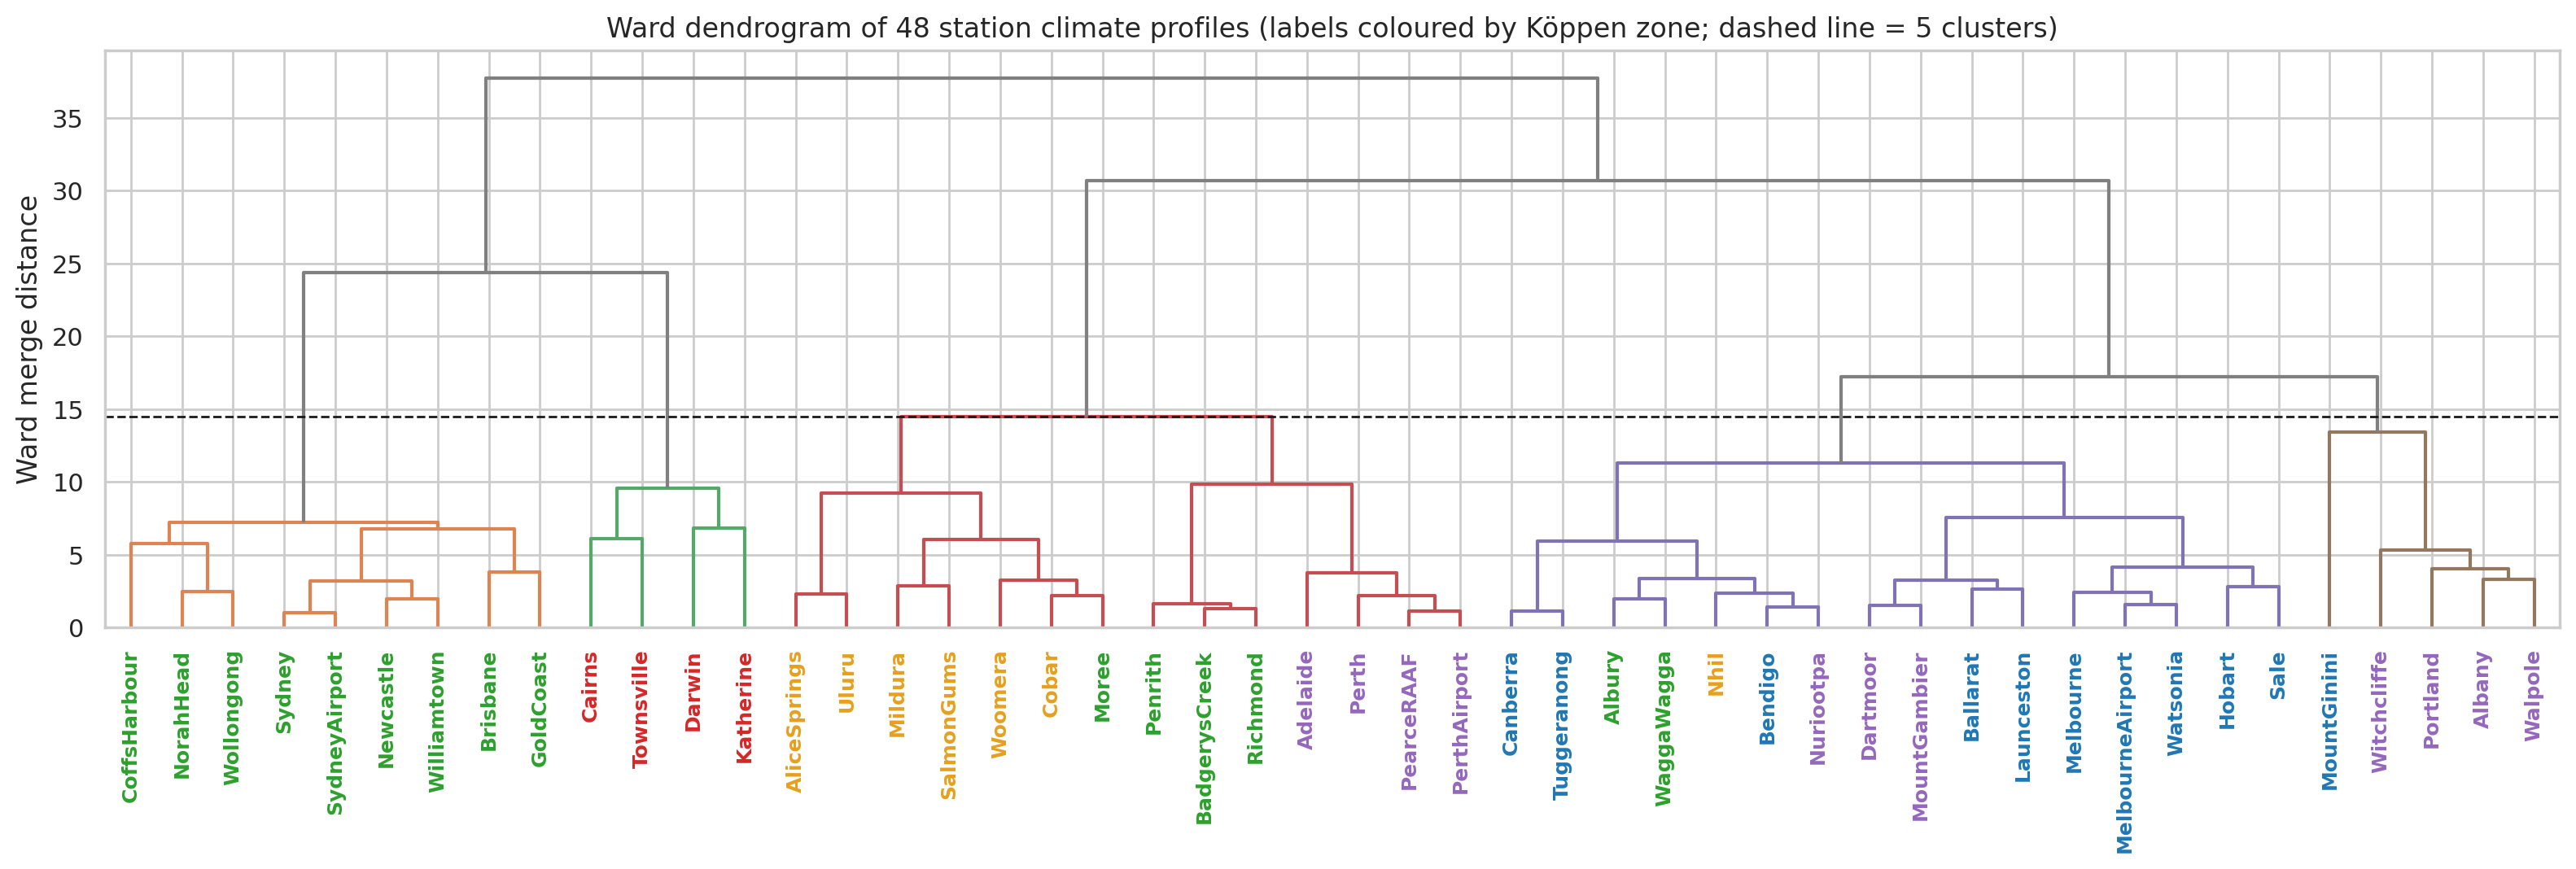 Ward dendrogram of 48 station climate profiles (labels coloured by Köppen zone; dashed line = 5 clusters)
Ward merge distance
35
30
25
20
15
10
5
0
CoffsHarbour
NorahHead
Wollongong
Sydney
SydneyAirport
Newcastle
Williamtown
Brisbane
GoldCoast
Cairns
Townsville
Darwin
Katherine
AliceSprings
Uluru
Mildura
SalmonGums
Woomera
Cobar
Moree
Penrith
BadgerysCreek
Richmond
Adelaide
Perth
PearceRAAF
PerthAirport
Canberra
Tuggeranong
Albury
WaggaWagga
Nhil
Bendigo
Nuriootpa
Dartmoor
MountGambier
Ballarat
Launceston
Melbourne
MelbourneAirport
Watsonia
Hobart
Sale
MountGinini
Witchcliffe
Portland
Albany
Walpole